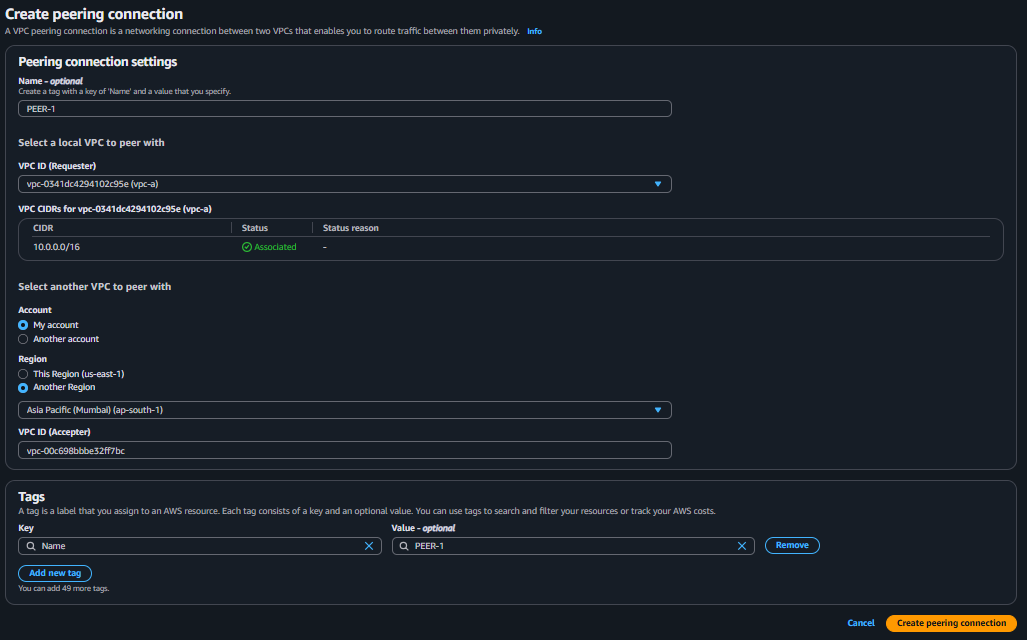 Create peering connection
A VPC peering connection is a networking connection between two VPCs that enables you to route traffic between them privately. Info
Peering connection settings
Name - optional
Create a tag with a key of 'Name' and a value that you specify.
PEER-1
Select a local VPC to peer with
VPC ID (Requester)
vpc-0341dc4294102c95e (vpc-a)
VPC CIDRs for vpc-0341dc4294102c95e (vpc-a)
CIDR Status Status reason
10.0.0.0/16 Associated -
Select another VPC to peer with
Account
My account
Another account
Region
This Region (us-east-1)
Another Region
Asia Pacific (Mumbai) (ap-south-1)
VPC ID (Accepter)
vpc-00c698bbbe32ff7bc
Tags
A tag is a label that you assign to an AWS resource. Each tag consists of a key and an optional value. You can use tags to search and filter your resources or track your AWS costs.
Key Value - optional
Name PEER-1 Remove
Add new tag
You can add 49 more tags.
Cancel Create peering connection